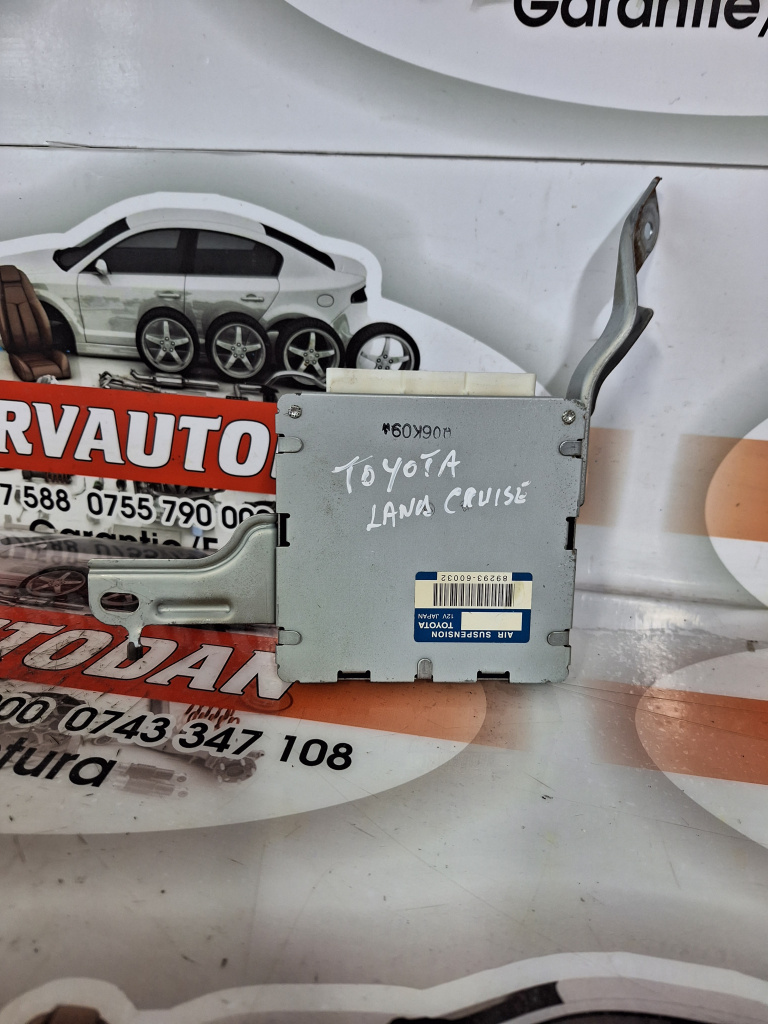 Garantie/
RVAUTO
7 588 0755 790 00
Garantie/F
TODAN
00 0743 347 108
tura
TOYOTA
LAND CRUISE
89293-60032
12V JAPAN
TOYOTA
AIR SUSPENSION